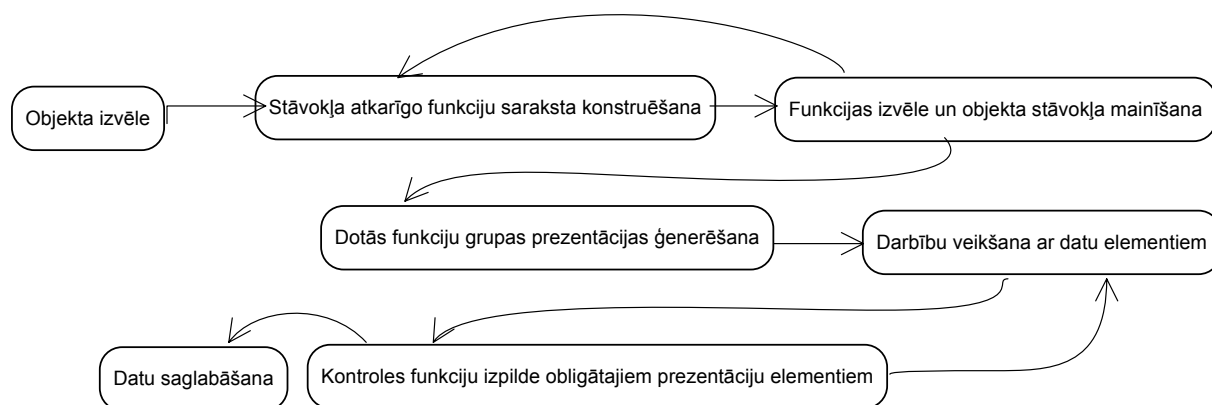 Objekta izvēle
Stāvokļa atkarīgo funkciju saraksta konstruēšana
Funkcijas izvēle un objekta stāvokļa mainīšana
Dotās funkciju grupas prezentācijas ģenerēšana
Darbību veikšana ar datu elementiem
Datu saglabāšana
Kontroles funkciju izpilde obligātajiem prezentāciju elementiem